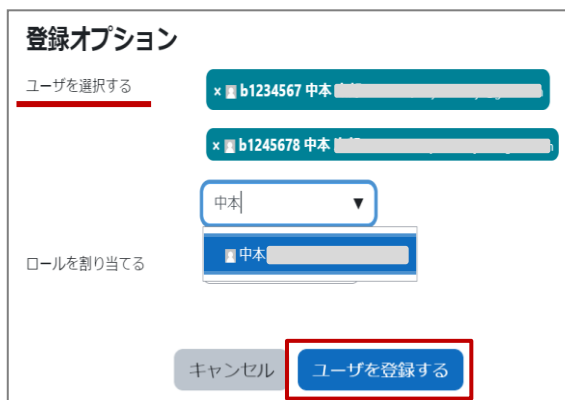 登録オプション
ユーザを選択する
× b1234567 中本
× b1245678 中本
中本 ▼
中本
ロールを割り当てる
キャンセル ユーザを登録する